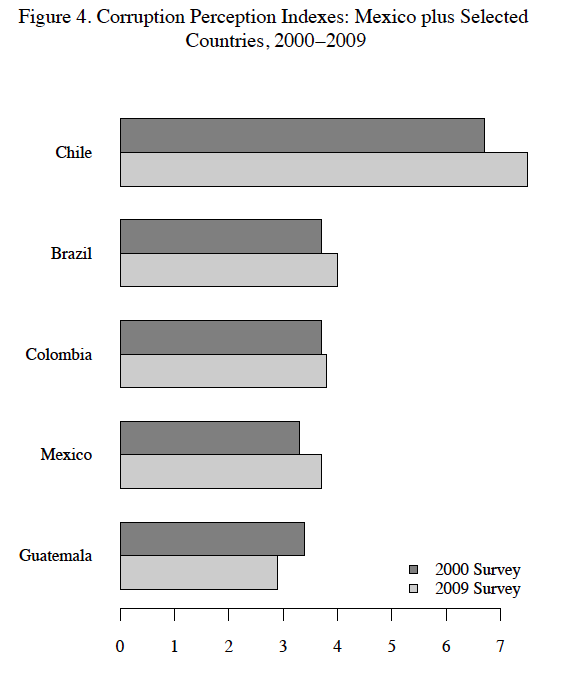 Figure 4. Corruption Perception Indexes: Mexico plus Selected
Countries, 2000–2009
Chile
Brazil
Colombia
Mexico
Guatemala
2000 Survey
2009 Survey
0 1 2 3 4 5 6 7